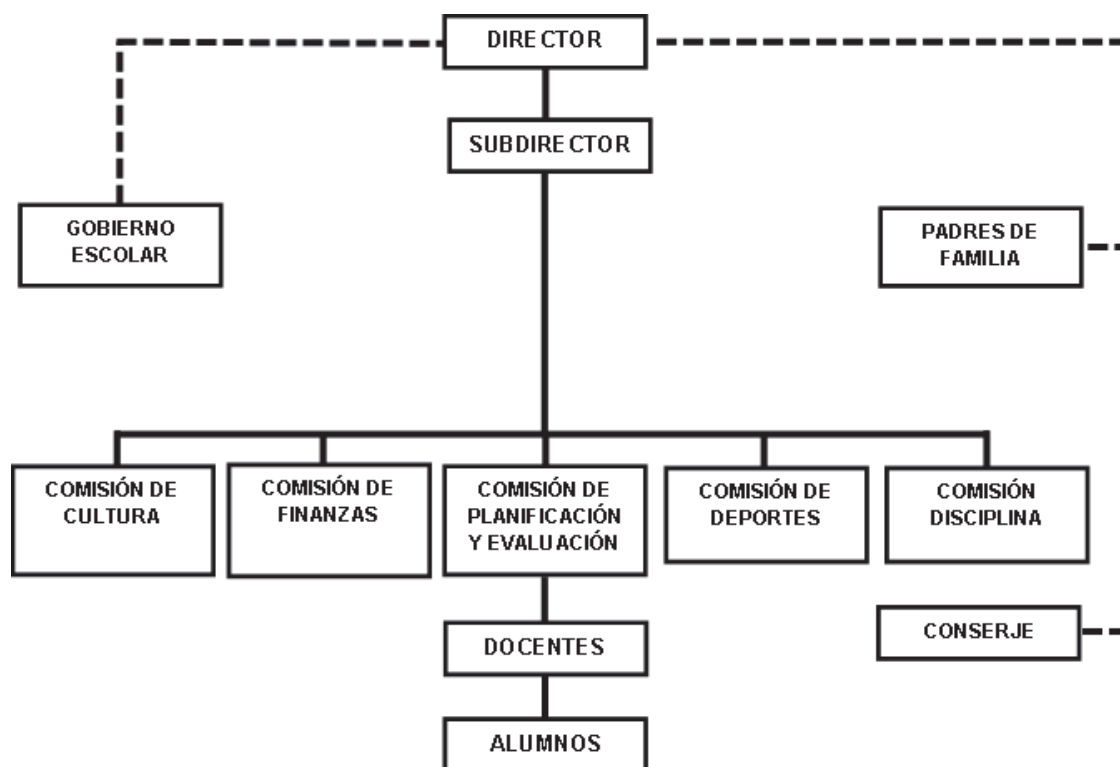 DIRECTOR
SUBDIRECTOR
GOBIERNO
ESCOLAR
PADRES DE
FAMILIA
COMISIÓN DE
CULTURA
COMISIÓN DE
FINANZAS
COMISIÓN DE
PLANIFICACIÓN
Y EVALUACIÓN
COMISIÓN DE
DEPORTES
COMISIÓN
DISCIPLINA
DOCENTES
CONSERJE
ALUMNOS